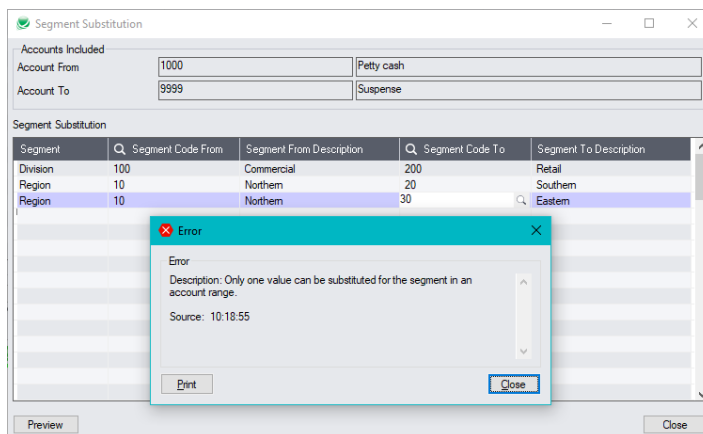 Segment Substitution
Accounts Included
Account From 1000 Petty cash
Account To 9999 Suspense
Segment Substitution
Segment Segment Code From Segment From Description Segment Code To Segment To Description
Division 100 Commercial 200 Retail
Region 10 Northern 20 Southern
Region 10 Northern 30 Eastern
Error
Error
Description: Only one value can be substituted for the segment in an
account range.
Source: 10:18:55
Print Close
Preview Close